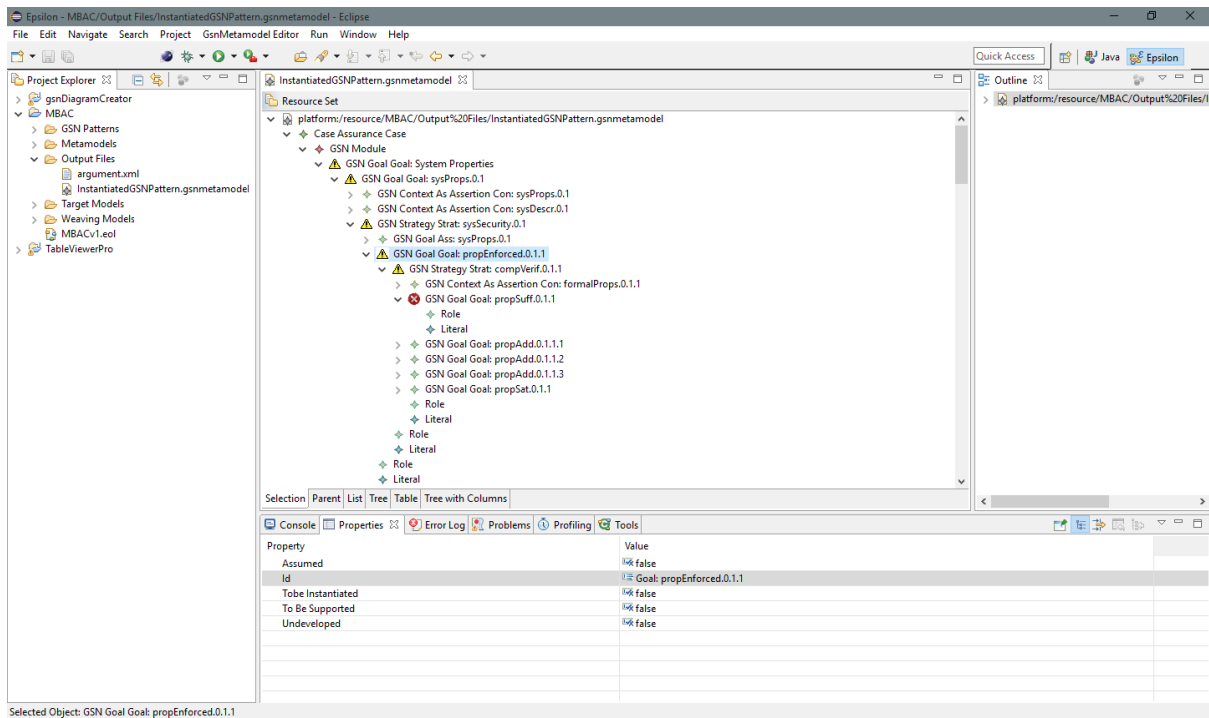 Epsilon - MBAC/Output Files/InstantiatedGSNPattern.gsnmetamodel - Eclipse
File Edit Navigate Search Project GsnMetamodel Editor Run Window Help
Quick Access Java Epsilon
Project Explorer
gsnDiagramCreator
MBAC
GSN Patterns
Metamodels
Output Files
argument.xml
InstantiatedGSNPattern.gsnmetamodel
Target Models
Weaving Models
MBACv1.eol
TableViewerPro
InstantiatedGSNPattern.gsnmetamodel
Resource Set
platform:/resource/MBAC/Output%20Files/InstantiatedGSNPattern.gsnmetamodel
Case Assurance Case
GSN Module
GSN Goal Goal: System Properties
GSN Goal Goal: sysProps.0.1
GSN Context As Assertion Con: sysProps.0.1
GSN Context As Assertion Con: sysDescr.0.1
GSN Strategy Strat: sysSecurity.0.1
GSN Goal Ass: sysProps.0.1
GSN Goal Goal: propEnforced.0.1.1
GSN Strategy Strat: compVerif.0.1.1
GSN Context As Assertion Con: formalProps.0.1.1
GSN Goal Goal: propSuff.0.1.1
Role
Literal
GSN Goal Goal: propAdd.0.1.1.1
GSN Goal Goal: propAdd.0.1.1.2
GSN Goal Goal: propAdd.0.1.1.3
GSN Goal Goal: propSat.0.1.1
Role
Literal
Role
Literal
Role
Literal
Selection Parent List Tree Table Tree with Columns
Outline
platform:/resource/MBAC/Output%20Files/I
Console Properties Error Log Problems Profiling Tools
Property Value
Assumed false
Id Goal: propEnforced.0.1.1
Tobe Instantiated false
To Be Supported false
Undeveloped false
Selected Object: GSN Goal Goal: propEnforced.0.1.1